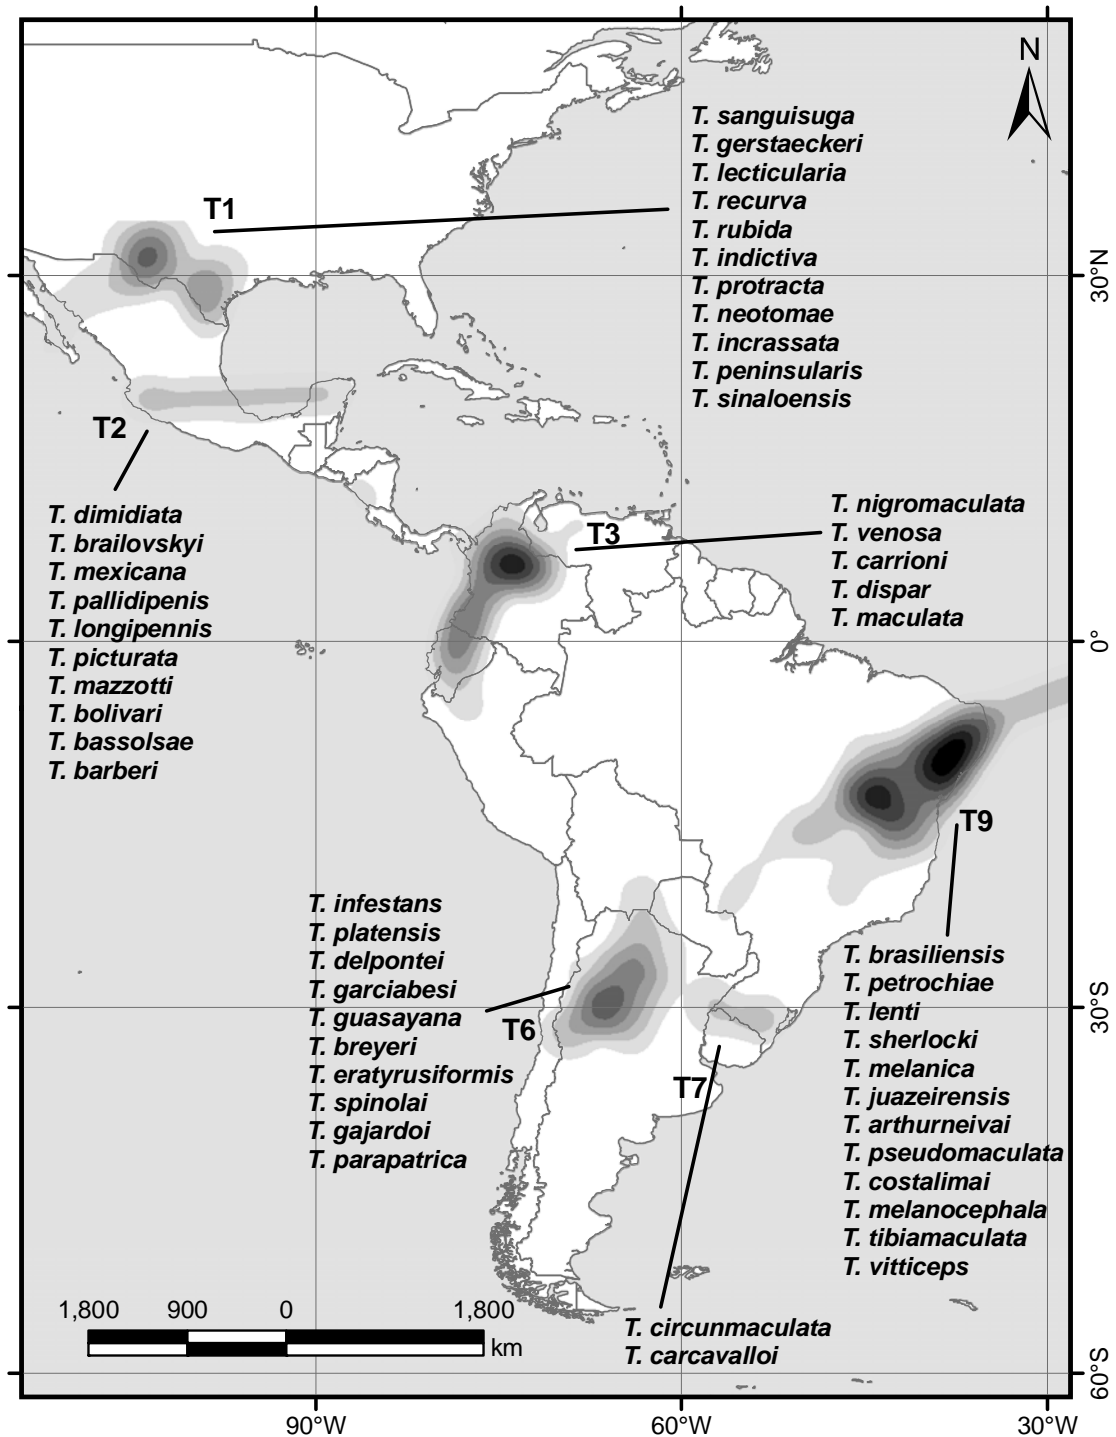 N
T. sanguisuga
T. gerstaeckeri
T. lecticularia
T. recurva
T. rubida
T. indictiva
T. protracta
T. neotomae
T. incrassata
T. peninsularis
T. sinaloensis
T1
30°N
T2
T. dimidiata
T. brailovskyi
T. mexicana
T. pallidipenis
T. longipennis
T. picturata
T. mazzotti
T. bolivari
T. bassolsae
T. barberi
T3
T. nigromaculata
T. venosa
T. carrioni
T. dispar
T. maculata
0°
T9
T. brasiliensis
T. petrochiae
T. lenti
T. sherlocki
T. melanica
T. juazeirensis
T. arthurneivai
T. pseudomaculata
T. costalimai
T. melanocephala
T. tibiamaculata
T. vitticeps
T. infestans
T. platensis
T. delpontei
T. garciabesi
T. guasayana
T. breyeri
T. eratyrusiformis
T. spinolai
T. gajardoi
T. parapatrica
T6
30°S
T7
T. circunmaculata
T. carcavalloi
1,800 900 0 1,800
km
60°S
90°W 60°W 30°W